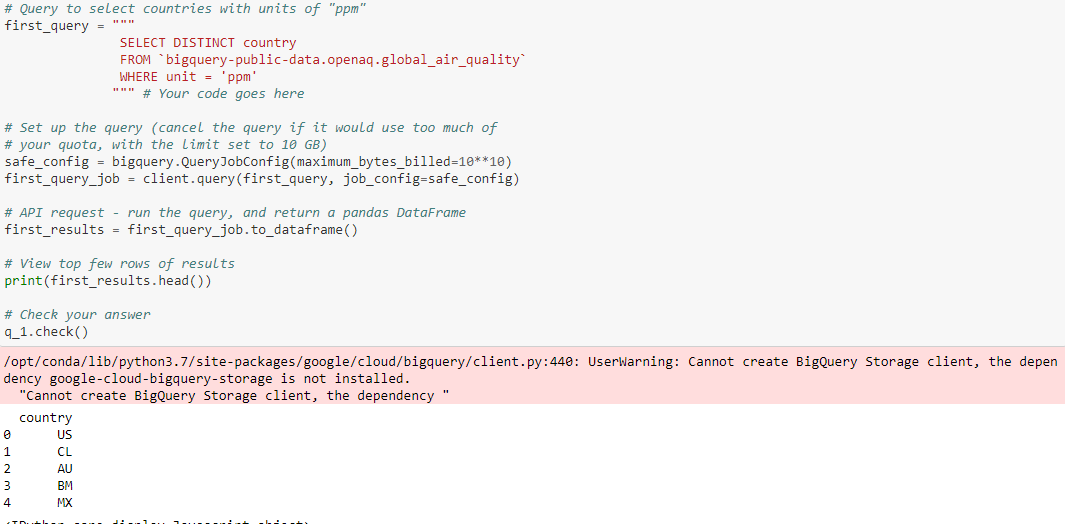 # Query to select countries with units of "ppm"
first_query = """
SELECT DISTINCT country
FROM `bigquery-public-data.openaq.global_air_quality`
WHERE unit = 'ppm'
""" # Your code goes here
# Set up the query (cancel the query if it would use too much of
# your quota, with the limit set to 10 GB)
safe_config = bigquery.QueryJobConfig(maximum_bytes_billed=10**10)
first_query_job = client.query(first_query, job_config=safe_config)
# API request - run the query, and return a pandas DataFrame
first_results = first_query_job.to_dataframe()
# View top few rows of results
print(first_results.head())
# Check your answer
q_1.check()
/opt/conda/lib/python3.7/site-packages/google/cloud/bigquery/client.py:440: UserWarning: Cannot create BigQuery Storage client, the depen
dency google-cloud-bigquery-storage is not installed.
"Cannot create BigQuery Storage client, the dependency "
country
0 US
1 CL
2 AU
3 BM
4 MX